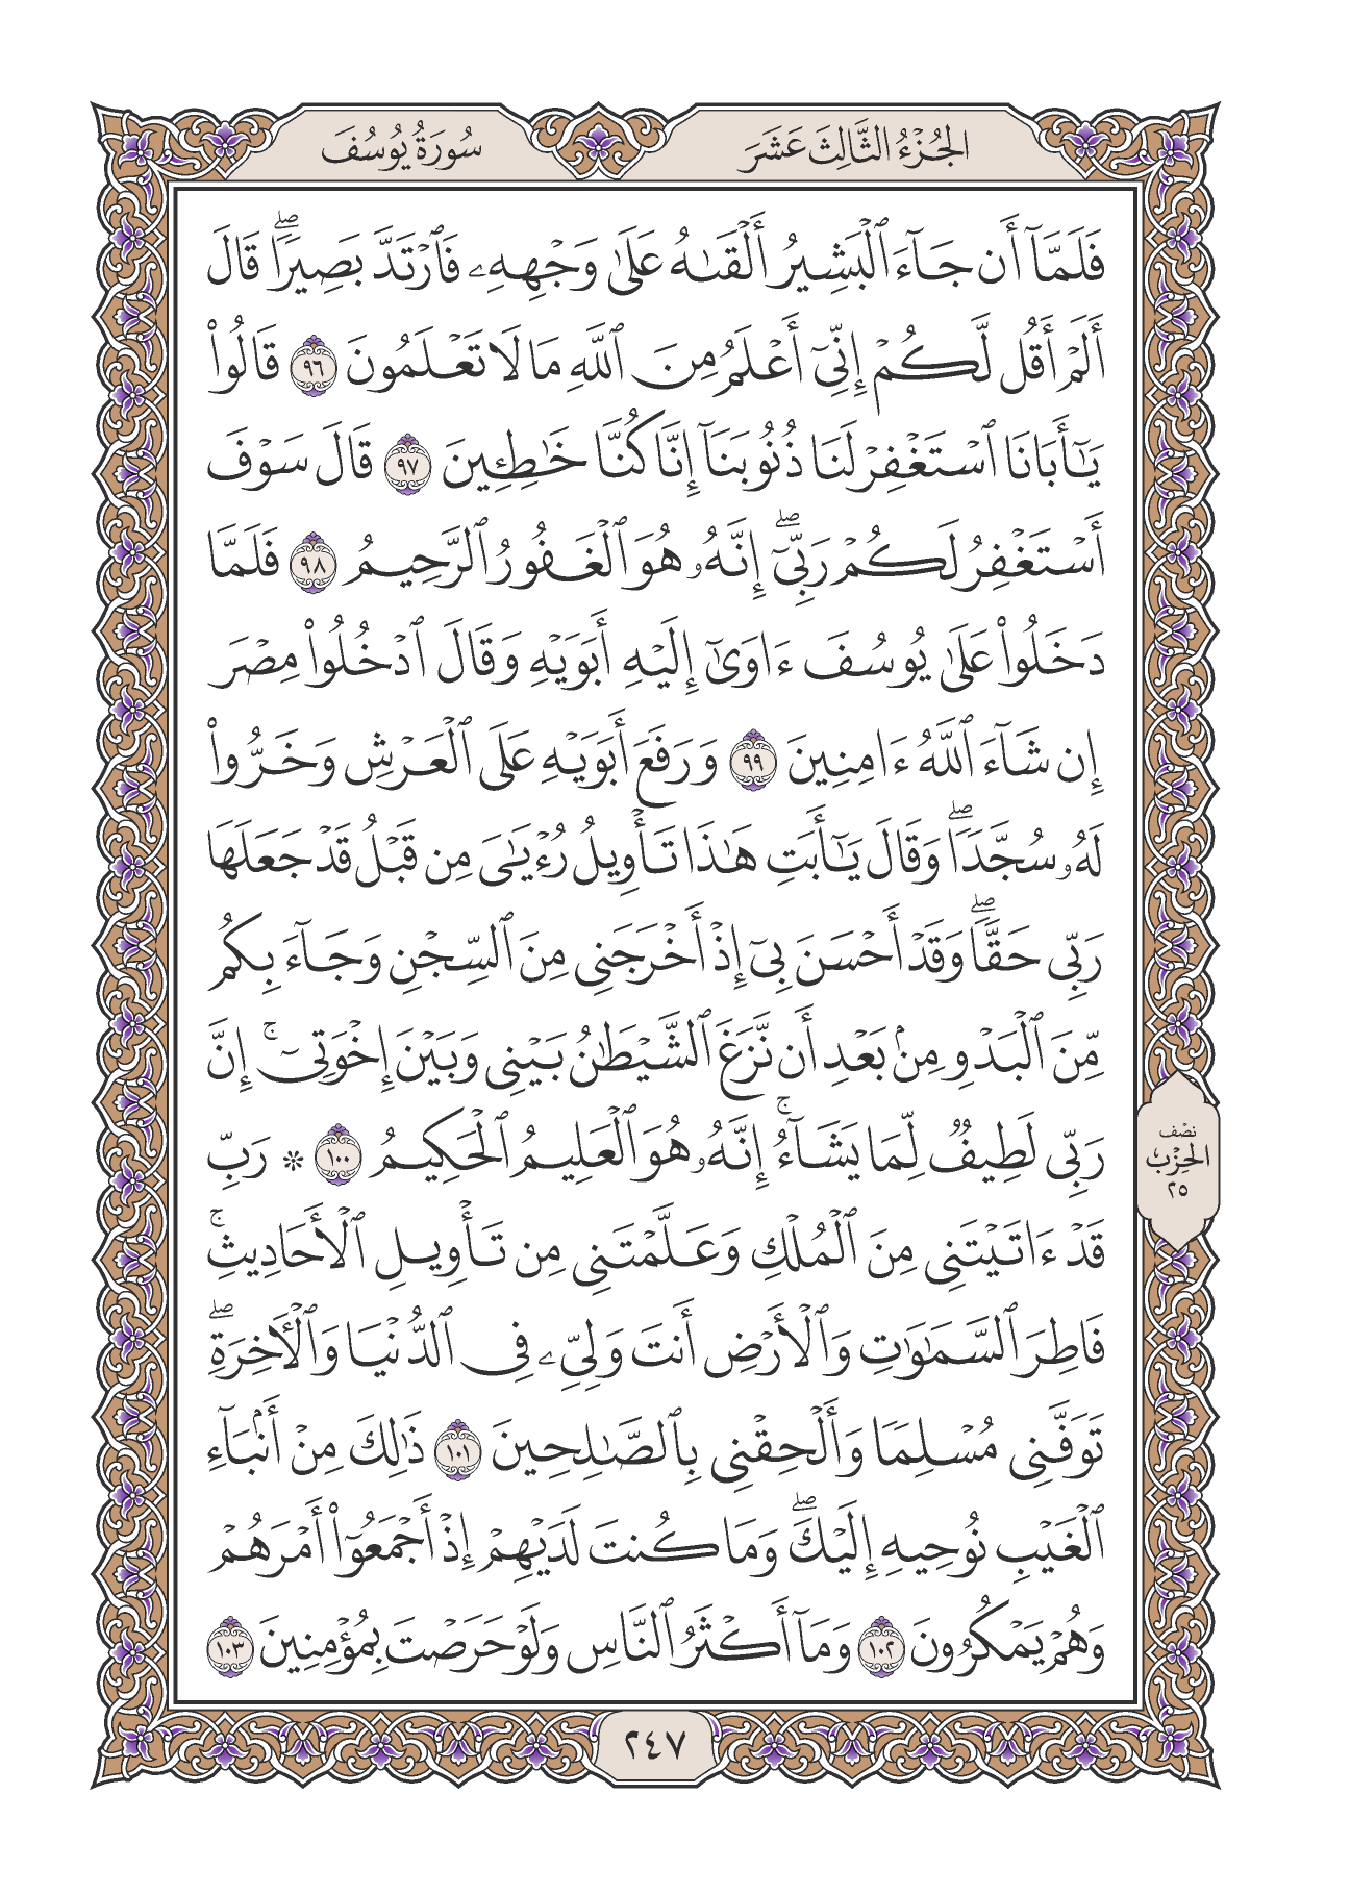 الجُزْءُ الثَّالِثَ عَشَرَ
سُورَةُ يُوسُفَ
فَلَمَّآ أَن جَآءَ ٱلْبَشِيرُ أَلْقَىٰهُ عَلَىٰ وَجْهِهِۦ فَٱرْتَدَّ بَصِيرًاۖ قَالَ
أَلَمْ أَقُل لَّكُمْ إِنِّىٓ أَعْلَمُ مِنَ ٱللَّهِ مَا لَا تَعْلَمُونَ ٩٦ قَالُوا۟
يَـٰٓأَبَانَا ٱسْتَغْفِرْ لَنَا ذُنُوبَنَآ إِنَّا كُنَّا خَـٰطِـِٔينَ ٩٧ قَالَ سَوْفَ
أَسْتَغْفِرُ لَكُمْ رَبِّىٓۖ إِنَّهُۥ هُوَ ٱلْغَفُورُ ٱلرَّحِيمُ ٩٨ فَلَمَّا
دَخَلُوا۟ عَلَىٰ يُوسُفَ ءَاوَىٰٓ إِلَيْهِ أَبَوَيْهِ وَقَالَ ٱدْخُلُوا۟ مِصْرَ
إِن شَآءَ ٱللَّهُ ءَامِنِينَ ٩٩ وَرَفَعَ أَبَوَيْهِ عَلَى ٱلْعَرْشِ وَخَرُّوا۟
لَهُۥ سُجَّدًاۖ وَقَالَ يَـٰٓأَبَتِ هَـٰذَا تَأْوِيلُ رُءْيَـٰىَ مِن قَبْلُ قَدْ جَعَلَهَا
رَبِّى حَقًّاۖ وَقَدْ أَحْسَنَ بِىٓ إِذْ أَخْرَجَنِى مِنَ ٱلسِّجْنِ وَجَآءَ بِكُم
مِّنَ ٱلْبَدْوِ مِنۢ بَعْدِ أَن نَّزَغَ ٱلشَّيْطَـٰنُ بَيْنِى وَبَيْنَ إِخْوَتِىٓۚ إِنَّ
رَبِّى لَطِيفٌ لِّمَا يَشَآءُۚ إِنَّهُۥ هُوَ ٱلْعَلِيمُ ٱلْحَكِيمُ ١٠٠ ۞ رَبِّ
قَدْ ءَاتَيْتَنِى مِنَ ٱلْمُلْكِ وَعَلَّمْتَنِى مِن تَأْوِيلِ ٱلْأَحَادِيثِۚ
فَاطِرَ ٱلسَّمَـٰوَٰتِ وَٱلْأَرْضِ أَنتَ وَلِىِّۦ فِى ٱلدُّنْيَا وَٱلْـَٔاخِرَةِۖ
تَوَفَّنِى مُسْلِمًا وَأَلْحِقْنِى بِٱلصَّـٰلِحِينَ ١٠١ ذَٰلِكَ مِنْ أَنۢبَآءِ
ٱلْغَيْبِ نُوحِيهِ إِلَيْكَۖ وَمَا كُنتَ لَدَيْهِمْ إِذْ أَجْمَعُوٓا۟ أَمْرَهُمْ
وَهُمْ يَمْكُرُونَ ١٠٢ وَمَآ أَكْثَرُ ٱلنَّاسِ وَلَوْ حَرَصْتَ بِمُؤْمِنِينَ ١٠٣
نصْف
الحِزْب
٢٥
٢٤٧